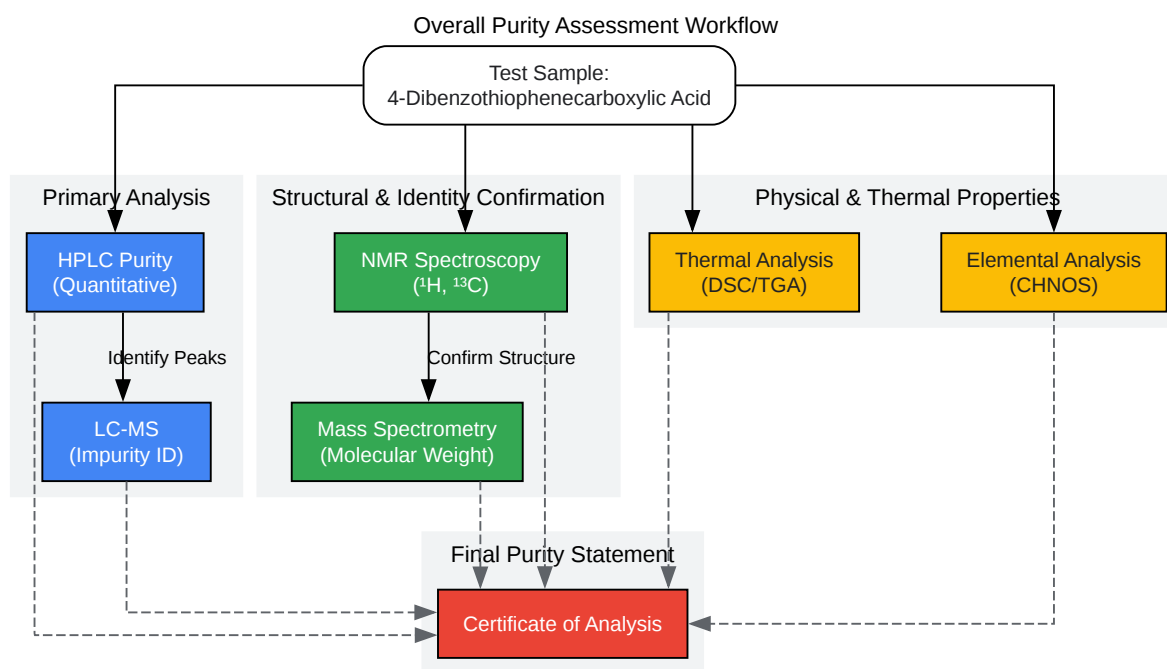 Overall Purity Assessment Workflow
Test Sample:
4-Dibenzothiophenecarboxylic Acid
Primary Analysis
Structural & Identity Confirmation
Physical & Thermal Properties
HPLC Purity
(Quantitative)
NMR Spectroscopy
(¹H, ¹³C)
Thermal Analysis
(DSC/TGA)
Elemental Analysis
(CHNOS)
Identify Peaks
Confirm Structure
LC-MS
(Impurity ID)
Mass Spectrometry
(Molecular Weight)
Final Purity Statement
Certificate of Analysis